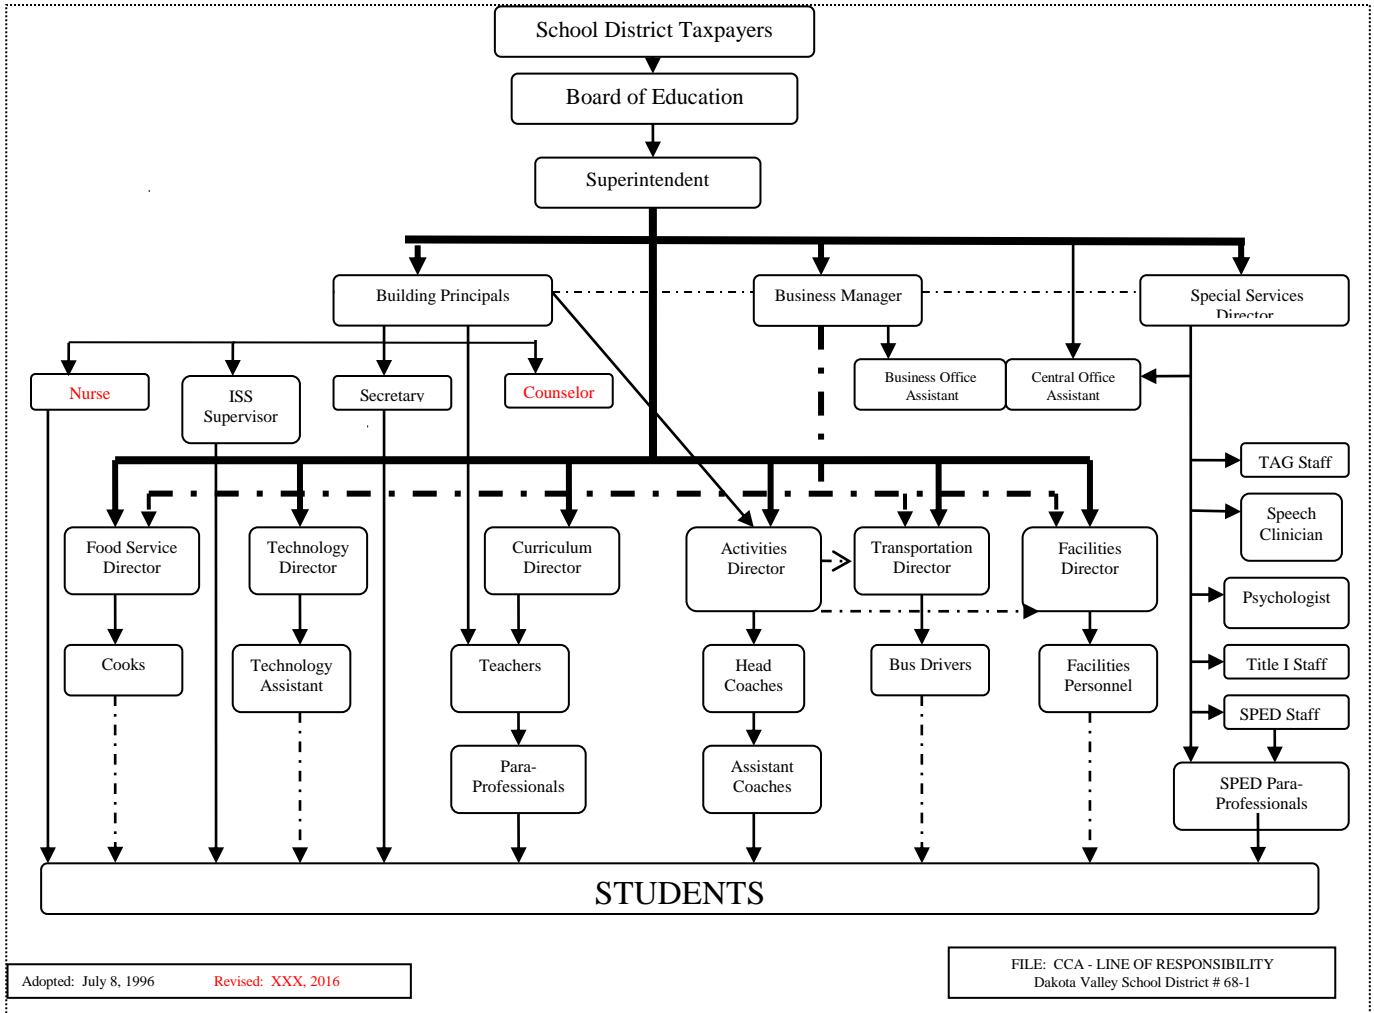 School District Taxpayers
Board of Education
Superintendent
Building Principals
Business Manager
Special Services
Director
Nurse
ISS
Supervisor
Secretary
Counselor
Business Office
Assistant
Central Office
Assistant
TAG Staff
Speech
Clinician
Psychologist
Title I Staff
SPED Staff
SPED Para-
Professionals
Food Service
Director
Technology
Director
Curriculum
Director
Activities
Director
Transportation
Director
Facilities
Director
Cooks
Technology
Assistant
Teachers
Head
Coaches
Bus Drivers
Facilities
Personnel
Para-
Professionals
Assistant
Coaches
STUDENTS
Adopted: July 8, 1996 Revised: XXX, 2016
FILE: CCA - LINE OF RESPONSIBILITY
Dakota Valley School District # 68-1